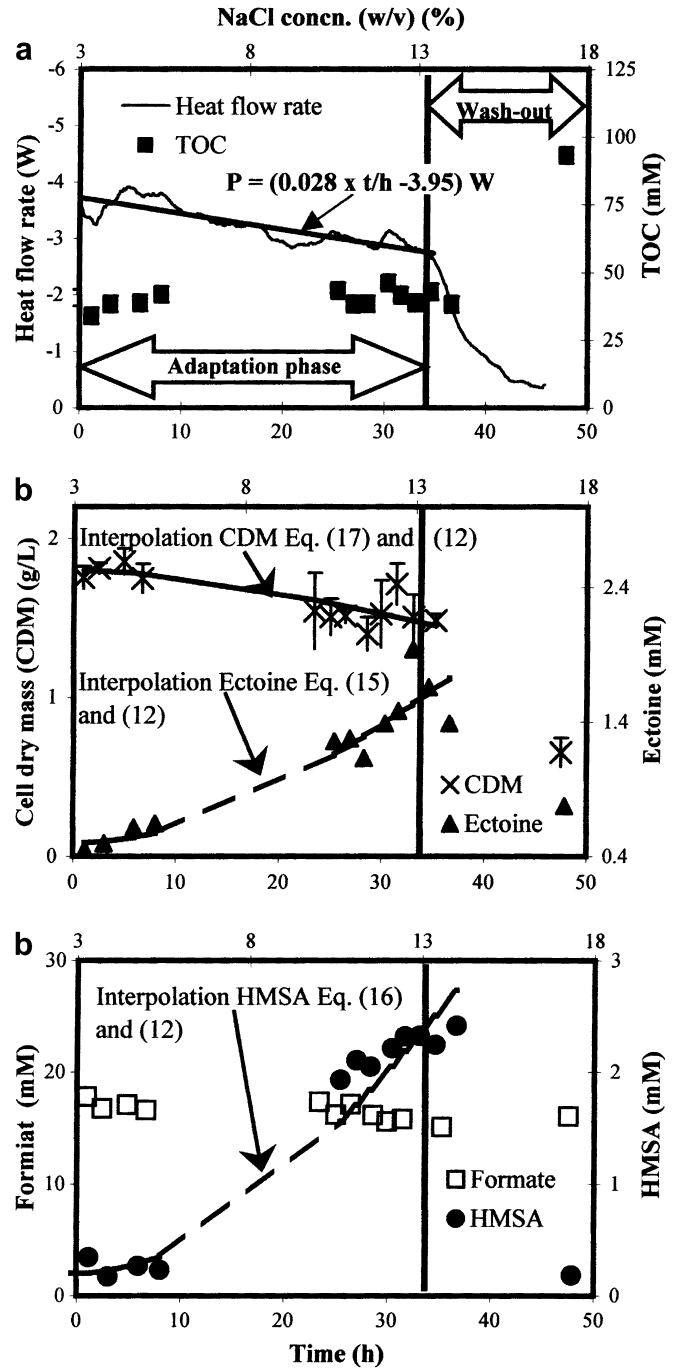 NaCl concn. (w/v) (%)
3 8 13 18
a
-6 125
Wash-out
Heat flow rate
-5 100
TOC
-4 P = (0.028 x t/h -3.95) W 75
Heat flow rate (W)
TOC (mM)
-3 50
-2 25
-1 Adaptation phase
0 0
0 10 20 30 40 50
b
3 8 13 18
2 Interpolation CDM Eq. (17) and (12)
2.4
Cell dry mass (CDM) (g/L)
Ectoine (mM)
1 Interpolation Ectoine Eq. (15)
and (12) 1.4
CDM
Ectoine
0 0.4
0 10 20 30 40 50
b
3 8 13 18
30 3
Interpolation HMSA Eq. (16)
and (12)
20 2
Formiat (mM)
HMSA (mM)
10 Formate 1
HMSA
0 0
0 10 20 30 40 50
Time (h)